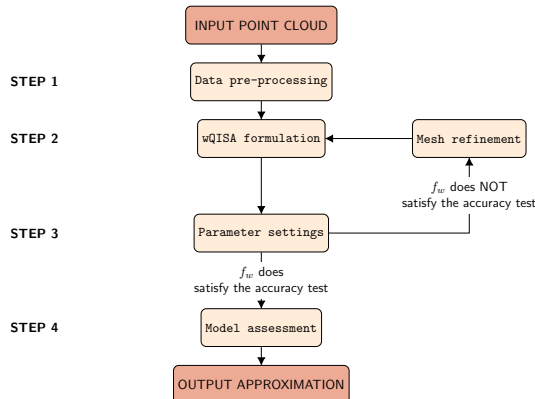 INPUT POINT CLOUD
STEP 1
Data pre-processing
STEP 2
wQISA formulation
Mesh refinement
f_w does NOT
satisfy the accuracy test
STEP 3
Parameter settings
f_w does
satisfy the accuracy test
STEP 4
Model assessment
OUTPUT APPROXIMATION